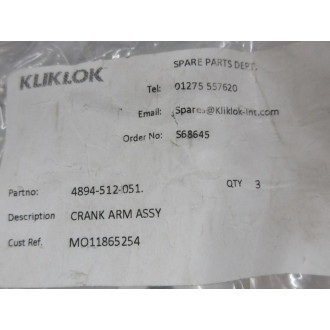 KLIKLOK
SPARE PARTS DEPT.
Tel: 01275 557620
Email: Spares@Kliklok-int.com
Order No: S68645
Partno: 4894-512-051. QTY 3
Description CRANK ARM ASSY
Cust Ref. MO11865254